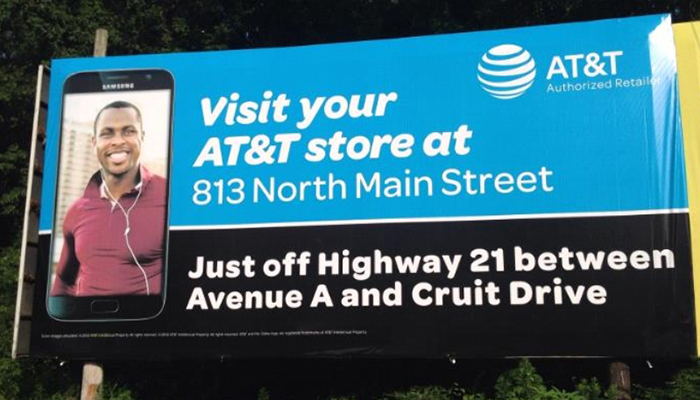 SAMSUNG
AT&T
Authorized Retailer
Visit your
AT&T store at
813 North Main Street
Just off Highway 21 between
Avenue A and Cruit Drive